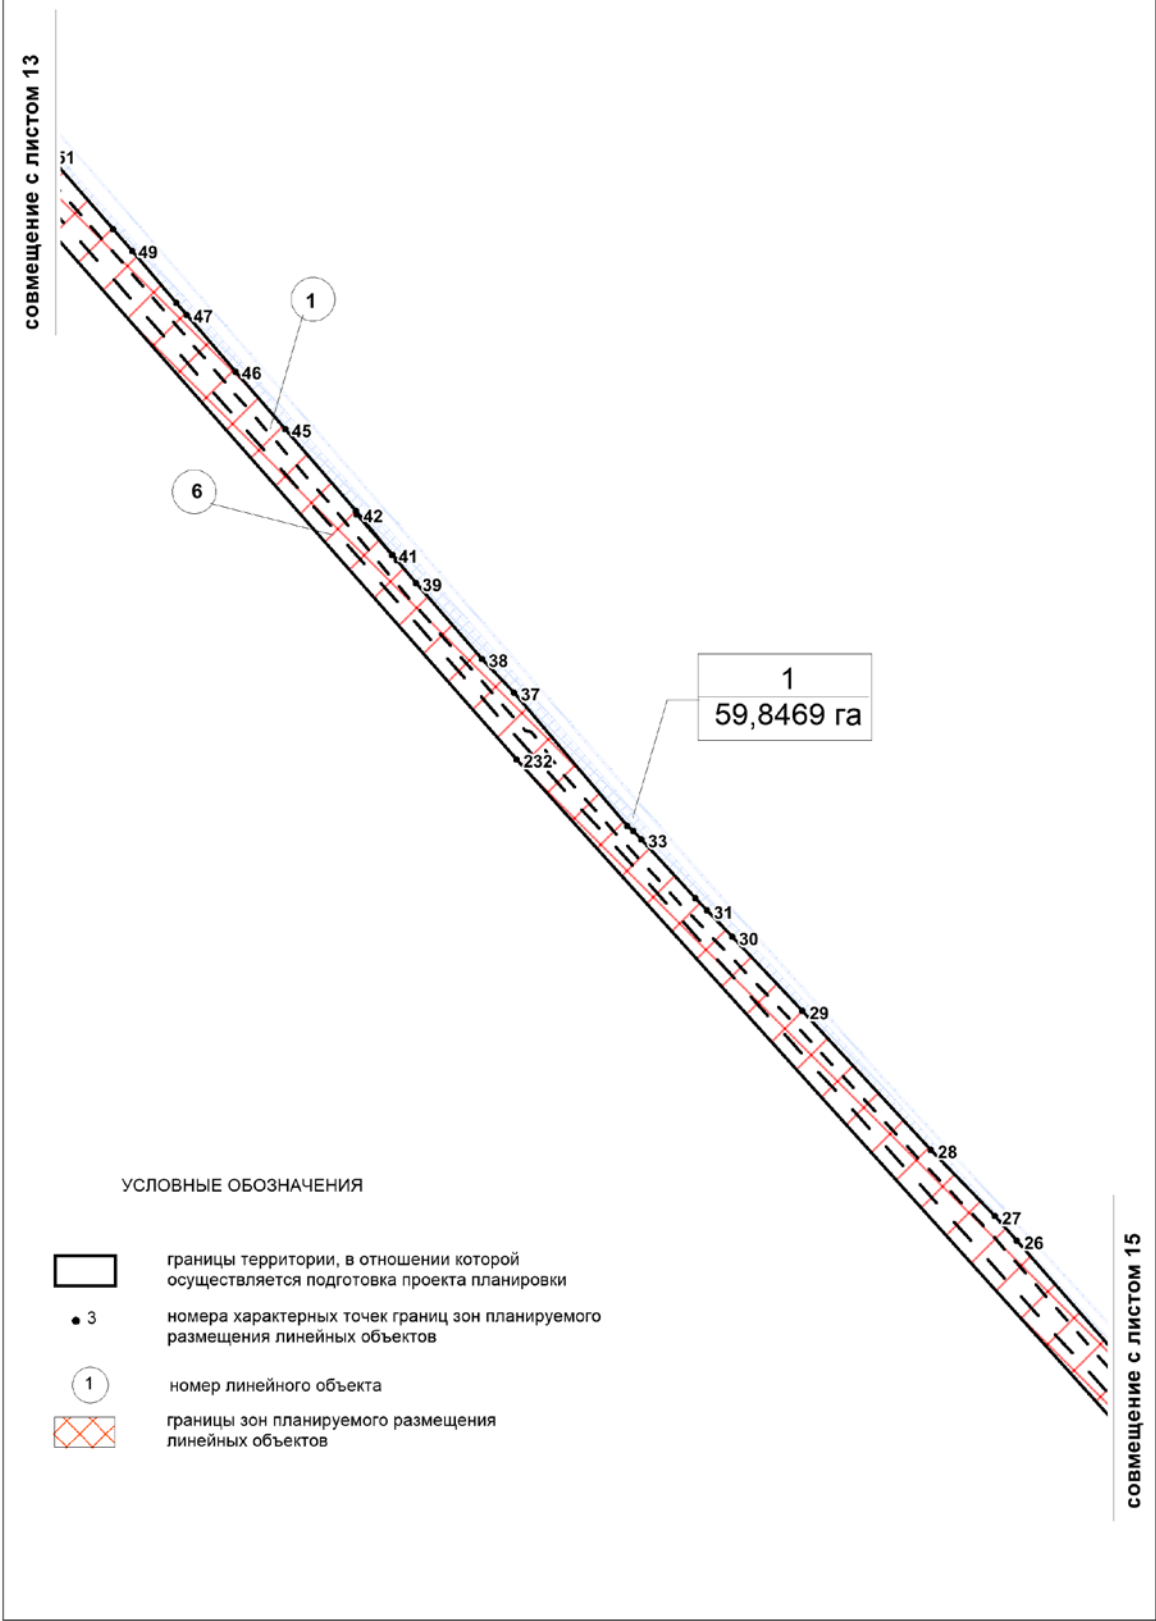 совмещение с листом 13
51
49
47
1
46
45
6
42
41
39
38
37
1
59,8469 га
232
33
31
30
29
28
27
26
совмещение с листом 15
УСЛОВНЫЕ ОБОЗНАЧЕНИЯ
границы территории, в отношении которой
осуществляется подготовка проекта планировки
3
номера характерных точек границ зон планируемого
размещения линейных объектов
1
номер линейного объекта
границы зон планируемого размещения
линейных объектов